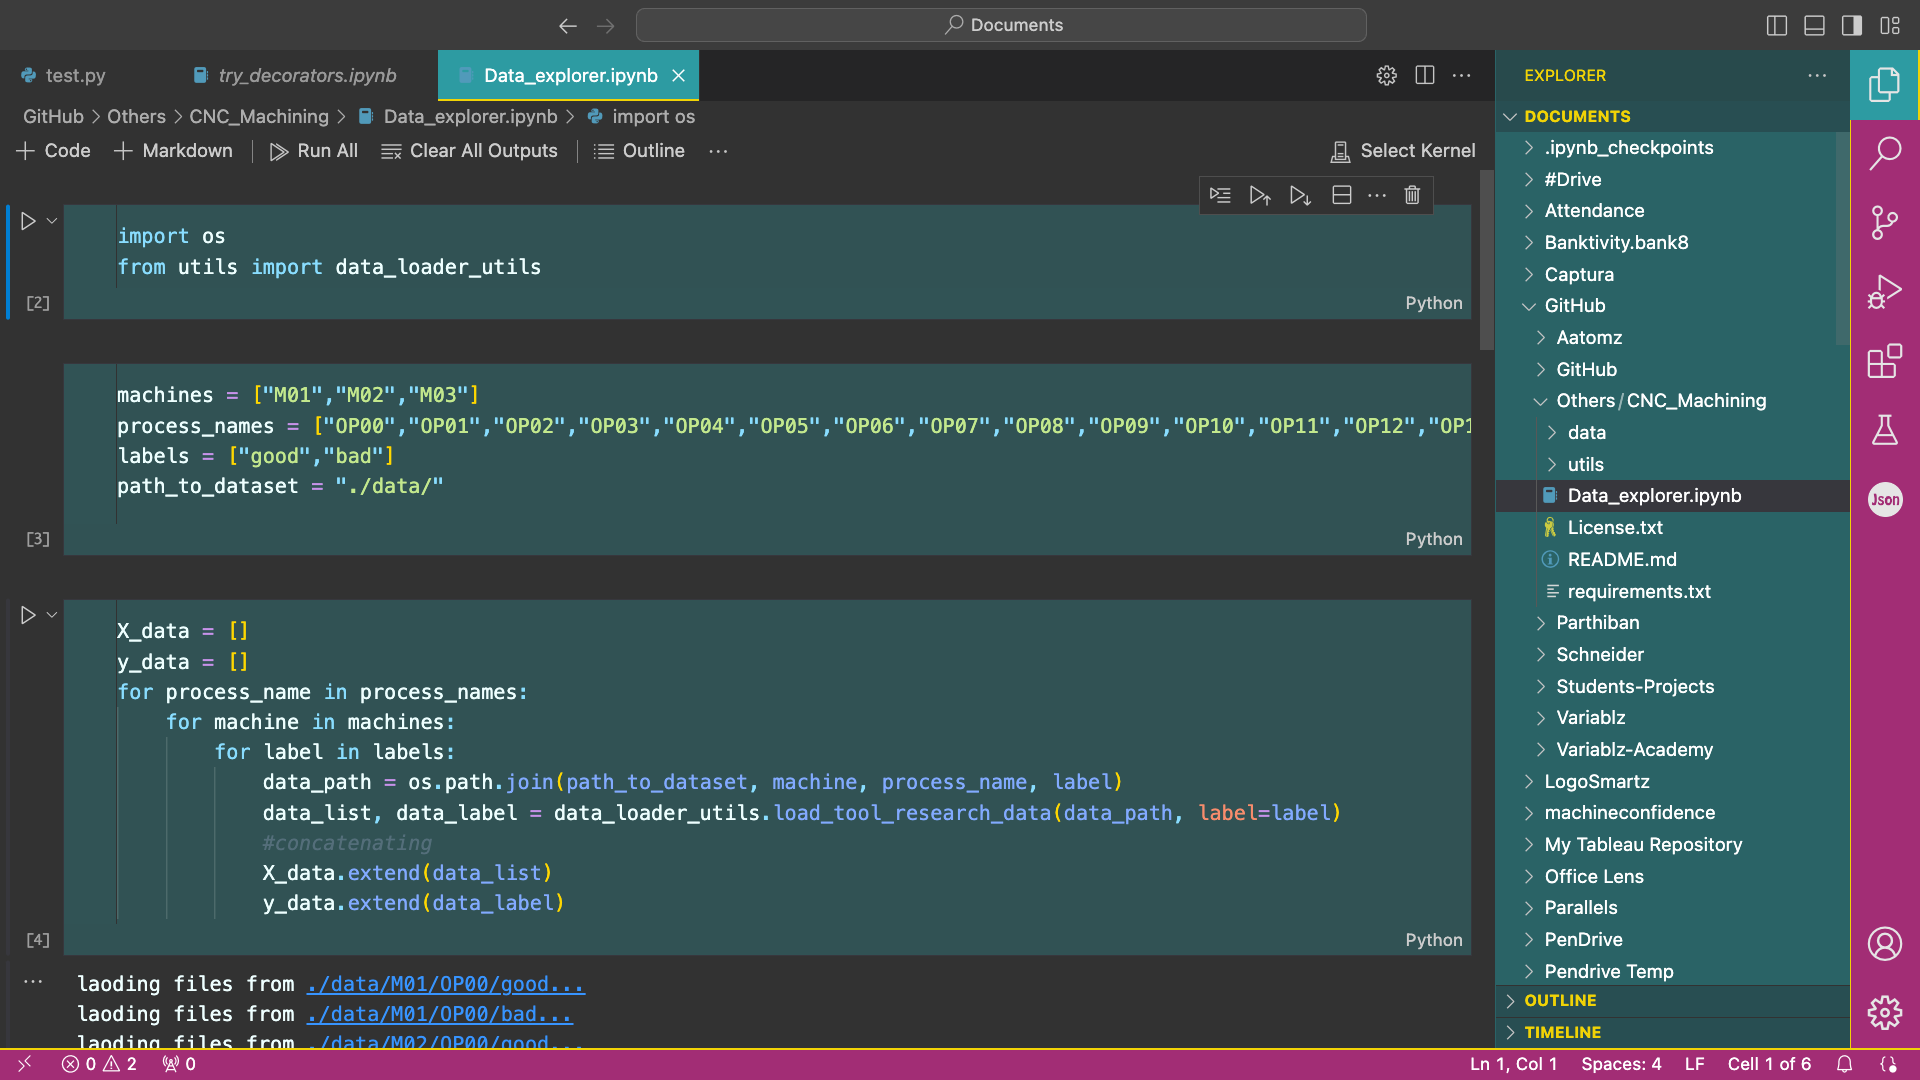 Documents
test.py
try_decorators.ipynb
Data_explorer.ipynb
GitHub > Others > CNC_Machining > Data_explorer.ipynb > import os
+ Code + Markdown Run All Clear All Outputs Outline ...
Select Kernel
import os
from utils import data_loader_utils
[2]
Python
machines = ["M01","M02","M03"]
process_names = ["OP00","OP01","OP02","OP03","OP04","OP05","OP06","OP07","OP08","OP09","OP10","OP11","OP12","OP1
labels = ["good","bad"]
path_to_dataset = "./data/"
[3]
Python
X_data = []
y_data = []
for process_name in process_names:
for machine in machines:
for label in labels:
data_path = os.path.join(path_to_dataset, machine, process_name, label)
data_list, data_label = data_loader_utils.load_tool_research_data(data_path, label=label)
#concatenating
X_data.extend(data_list)
y_data.extend(data_label)
[4]
Python
laoding files from ./data/M01/OP00/good...
laoding files from ./data/M01/OP00/bad...
laoding files from ./data/M02/OP00/good...
EXPLORER
DOCUMENTS
.ipynb_checkpoints
#Drive
Attendance
Banktivity.bank8
Captura
GitHub
Aatomz
GitHub
Others/CNC_Machining
data
utils
Data_explorer.ipynb
License.txt
README.md
requirements.txt
Parthiban
Schneider
Students-Projects
Variablz
Variablz-Academy
LogoSmartz
machineconfidence
My Tableau Repository
Office Lens
Parallels
PenDrive
Pendrive Temp
OUTLINE
TIMELINE
Json
0 2 0
Ln 1, Col 1 Spaces: 4 LF Cell 1 of 6